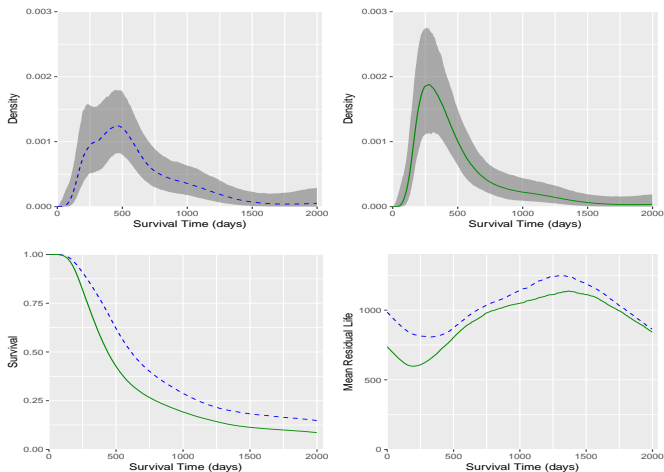 0.003
0.002
0.001
0.000
Density
0 500 1000 1500 2000
Survival Time (days)
0.003
0.002
0.001
0.000
Density
0 500 1000 1500 2000
Survival Time (days)
1.00
0.75
0.50
0.25
0.00
Survival
0 500 1000 1500 2000
Survival Time (days)
1000
500
0
Mean Residual Life
0 500 1000 1500 2000
Survival Time (days)